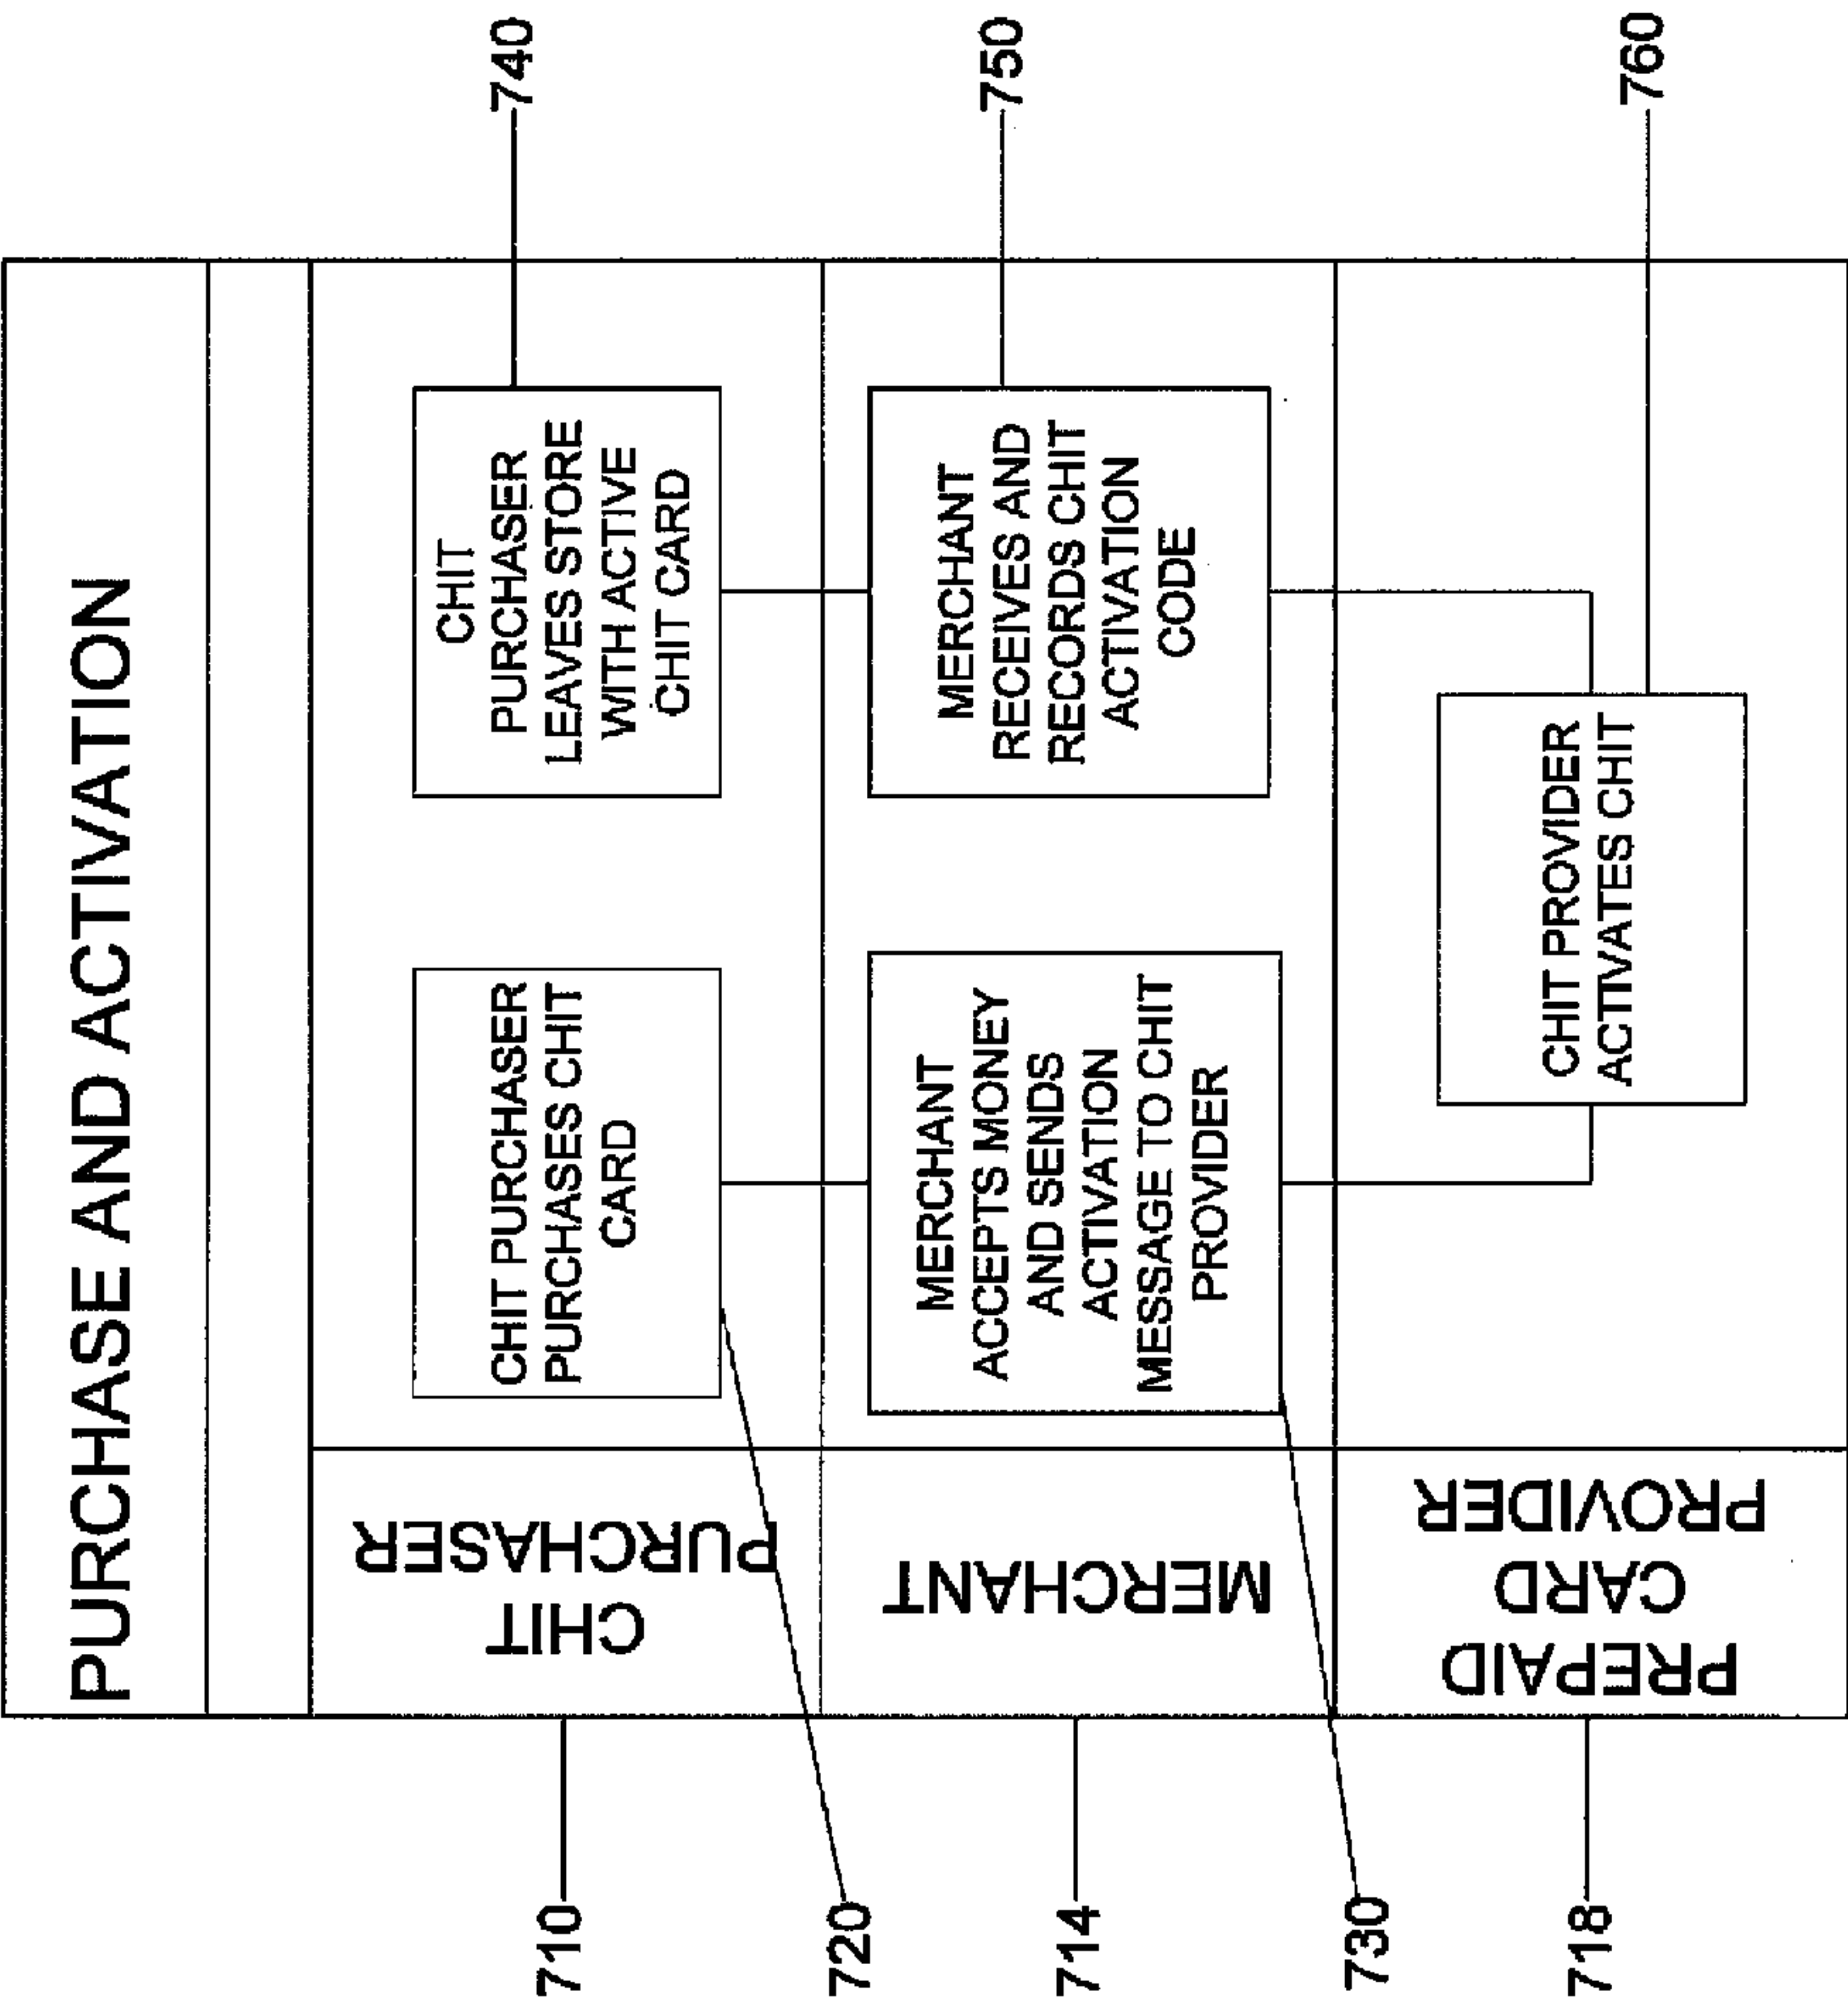 PURCHASE AND ACTIVATION
710
CHIT
PURCHASER
720
CHIT PURCHASER
PURCHASES CHIT
CARD
740
CHIT
PURCHASER
LEAVES STORE
WITH ACTIVE
CHIT CARD
714
MERCHANT
730
MERCHANT
ACCEPTS MONEY
AND SENDS
ACTIVATION
MESSAGE TO CHIT
PROVIDER
750
MERCHANT
RECEIVES AND
RECORDS CHIT
ACTIVATION
CODE
718
PREPAID
CARD
PROVIDER
760
CHIT PROVIDER
ACTIVATES CHIT